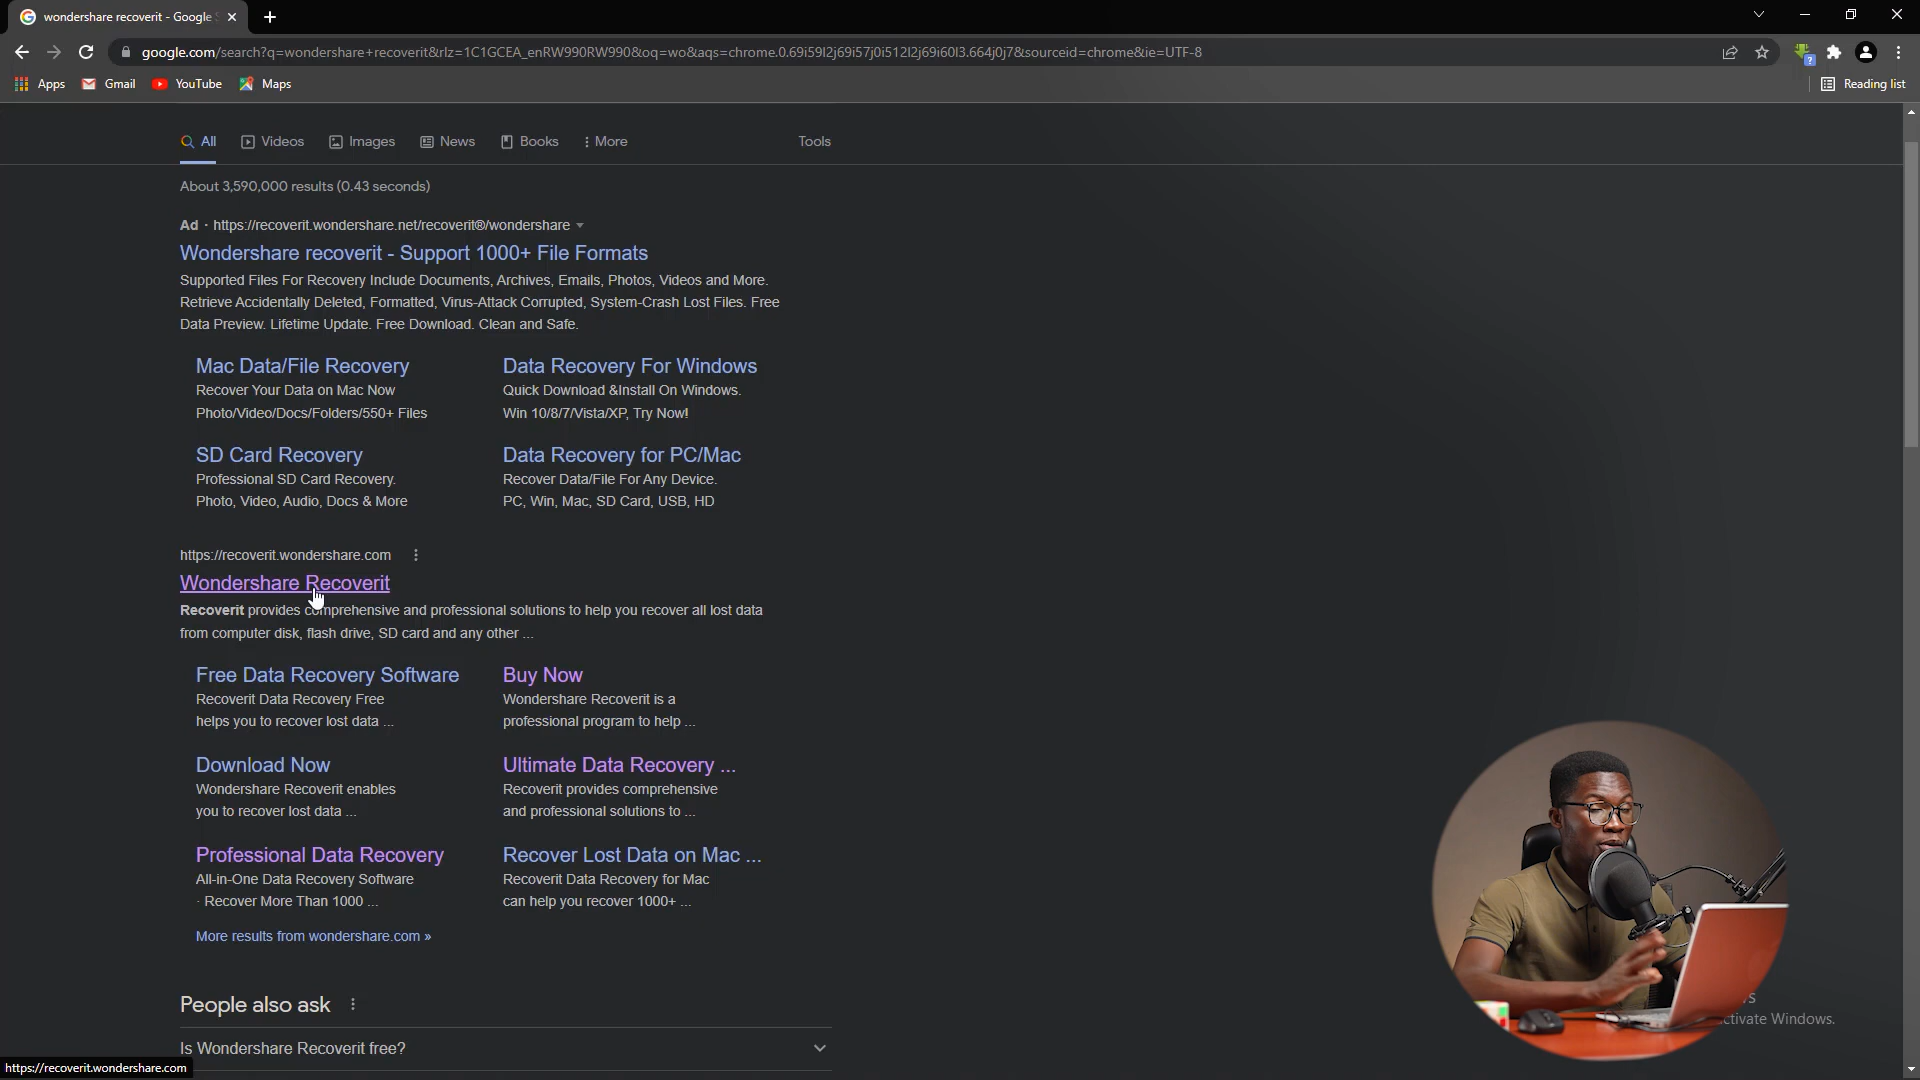 wondershare recoverit - Google S
google.com/search?q=wondershare+recoverit&rlz=1C1GCEA_enRW990RW990&oq=wo&aqs=chrome.0.69i59l2j69i57j0i512l2j69i60l3.664j0j7&sourceid=chrome&ie=UTF-8
Apps Gmail YouTube Maps Reading list
All Videos Images News Books More Tools
About 3,590,000 results (0.43 seconds)
Ad · https://recoverit.wondershare.net/recoverit®/wondershare
Wondershare recoverit - Support 1000+ File Formats
Supported Files For Recovery Include Documents, Archives, Emails, Photos, Videos and More.
Retrieve Accidentally Deleted, Formatted, Virus-Attack Corrupted, System-Crash Lost Files. Free
Data Preview. Lifetime Update. Free Download. Clean and Safe.
Mac Data/File Recovery
Recover Your Data on Mac Now
Photo/Video/Docs/Folders/550+ Files
Data Recovery For Windows
Quick Download &Install On Windows.
Win 10/8/7/Vista/XP, Try Now!
SD Card Recovery
Professional SD Card Recovery.
Photo, Video, Audio, Docs & More
Data Recovery for PC/Mac
Recover Data/File For Any Device.
PC, Win, Mac, SD Card, USB, HD
https://recoverit.wondershare.com
Wondershare Recoverit
Recoverit provides comprehensive and professional solutions to help you recover all lost data
from computer disk, flash drive, SD card and any other ...
Free Data Recovery Software
Recoverit Data Recovery Free
helps you to recover lost data ...
Buy Now
Wondershare Recoverit is a
professional program to help ...
Download Now
Wondershare Recoverit enables
you to recover lost data ...
Ultimate Data Recovery ...
Recoverit provides comprehensive
and professional solutions to ...
Professional Data Recovery
All-in-One Data Recovery Software
· Recover More Than 1000 ...
Recover Lost Data on Mac ...
Recoverit Data Recovery for Mac
can help you recover 1000+ ...
More results from wondershare.com »
People also ask
Is Wondershare Recoverit free?
https://recoverit.wondershare.com
ctivate Windows.